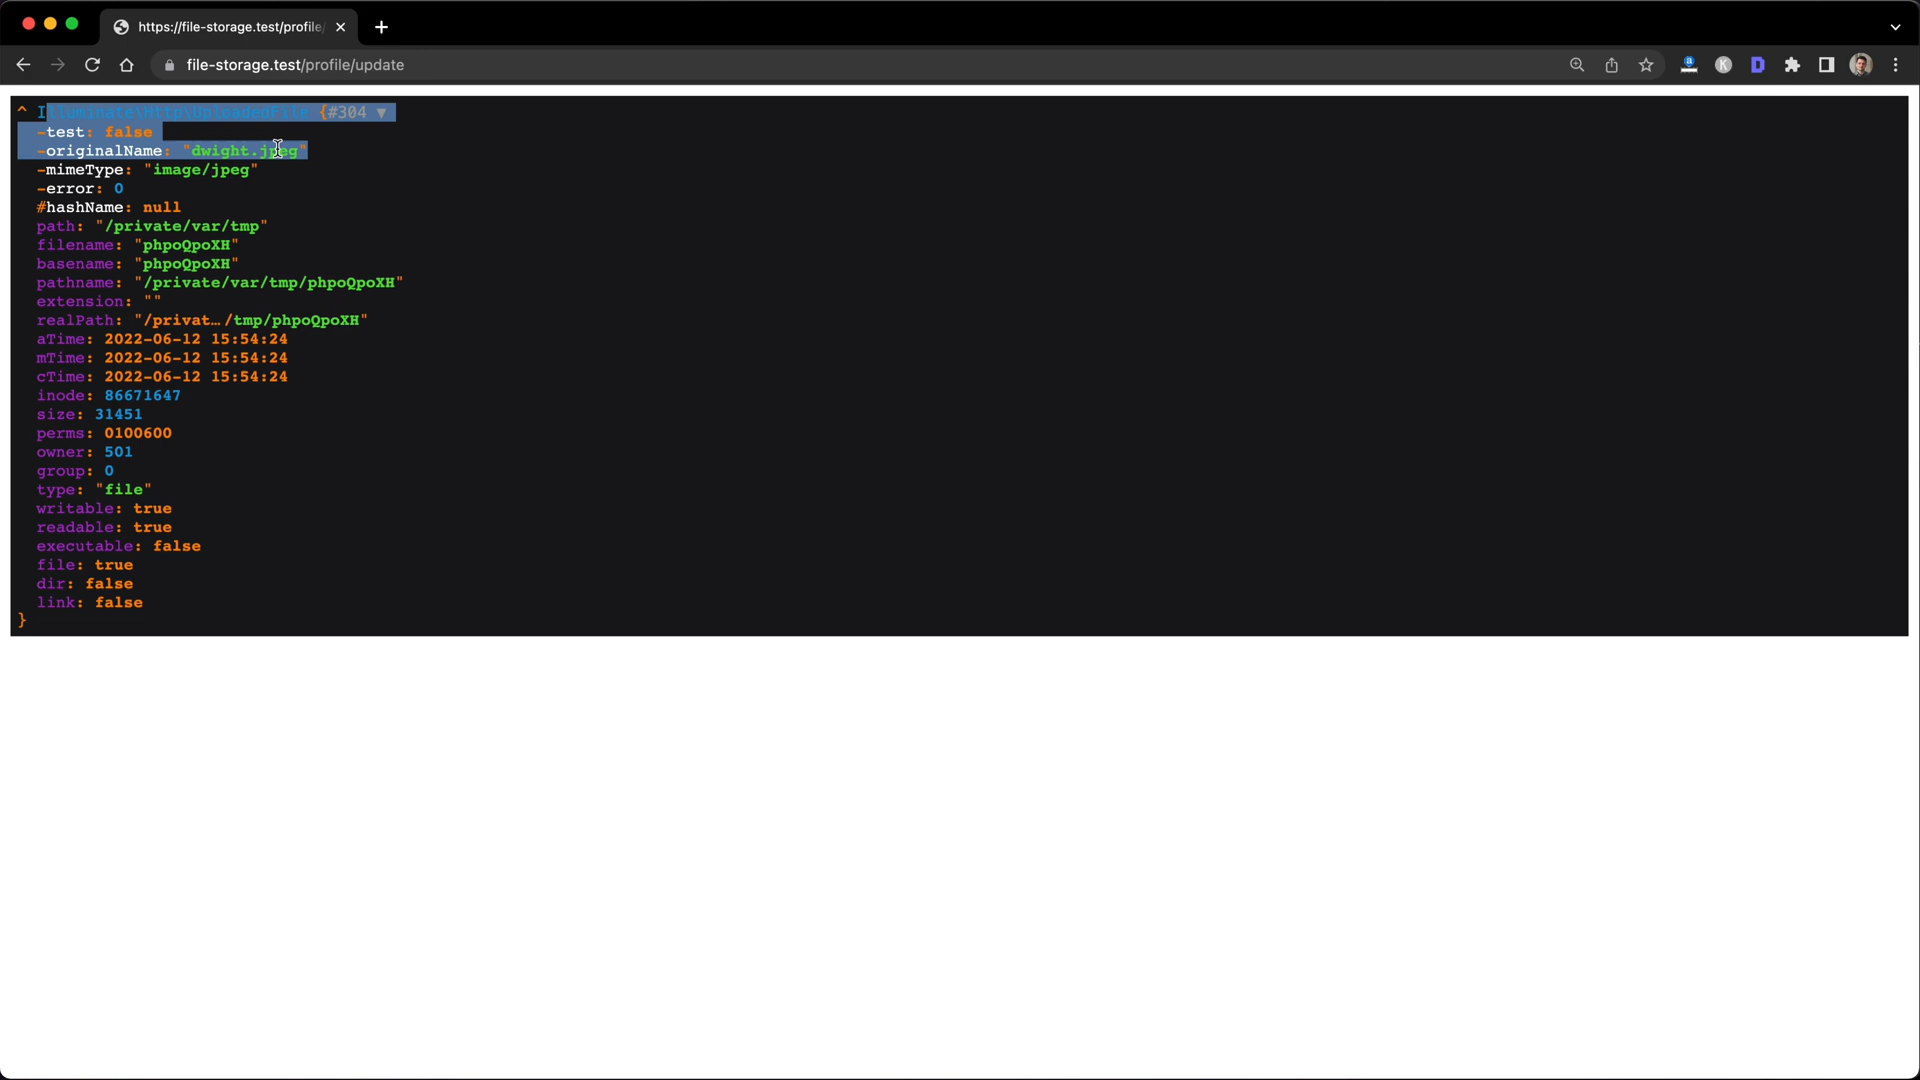 https://file-storage.test/profile/
file-storage.test/profile/update
^ Illuminate\Http\UploadedFile {#304 ▼
-test: false
-originalName: "dwight.jpeg"
-mimeType: "image/jpeg"
-error: 0
#hashName: null
path: "/private/var/tmp"
filename: "phpoQpoXH"
basename: "phpoQpoXH"
pathname: "/private/var/tmp/phpoQpoXH"
extension: ""
realPath: "/privat…/tmp/phpoQpoXH"
aTime: 2022-06-12 15:54:24
mTime: 2022-06-12 15:54:24
cTime: 2022-06-12 15:54:24
inode: 86671647
size: 31451
perms: 0100600
owner: 501
group: 0
type: "file"
writable: true
readable: true
executable: false
file: true
dir: false
link: false
}